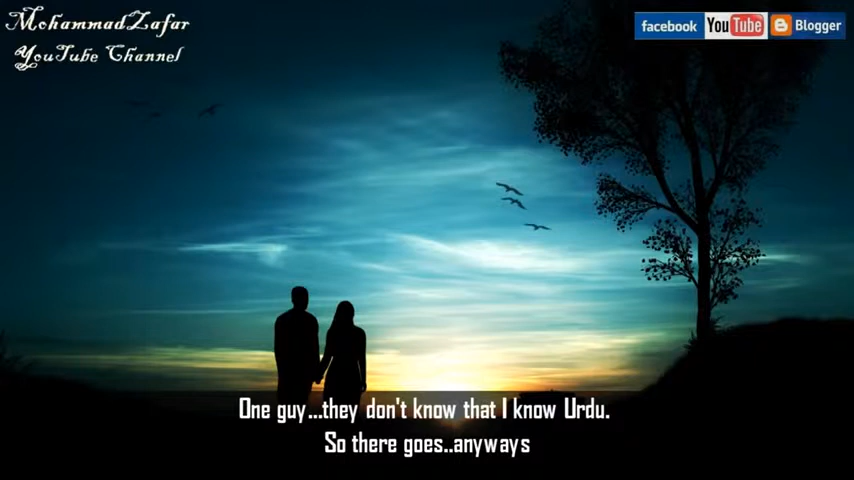 MohammadZafar
YouTube Channel
facebook
YouTube
Blogger
One guy...they don't know that I know Urdu.
So there goes..anyways